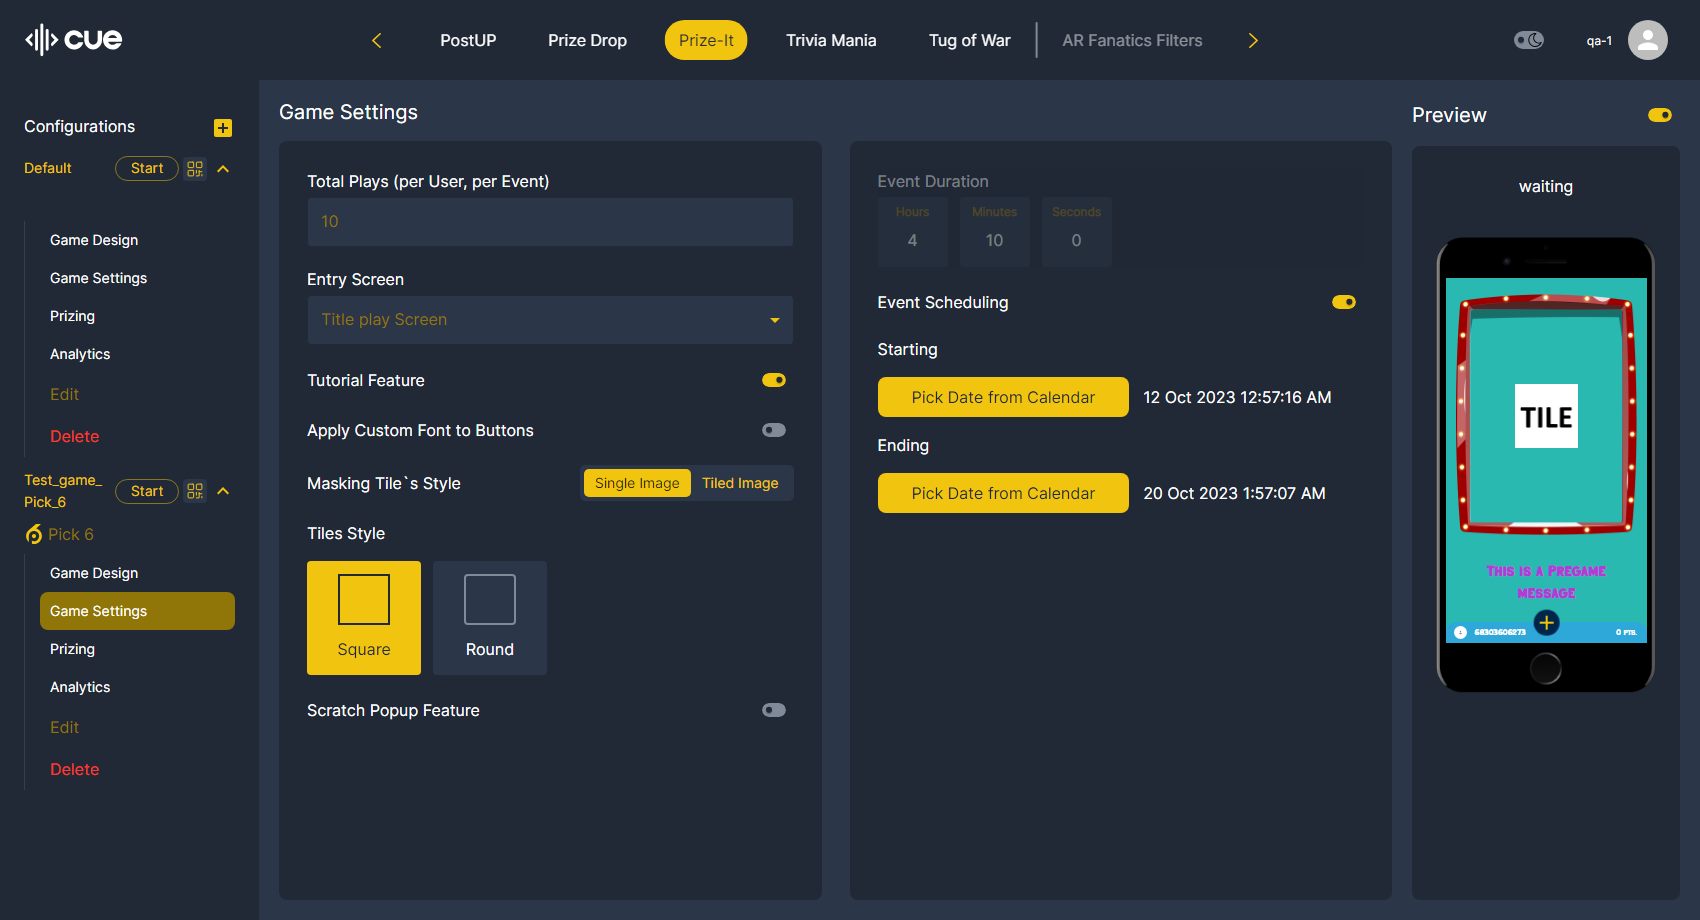 cue
PostUP
Prize Drop
Prize-It
Trivia Mania
Tug of War
AR Fanatics Filters
qa-1
Configurations
Default
Start
Game Design
Game Settings
Prizing
Analytics
Edit
Delete
Test_game_
Pick_6
Start
Pick 6
Game Design
Game Settings
Prizing
Analytics
Edit
Delete
Game Settings
Total Plays (per User, per Event)
10
Entry Screen
Title play Screen
Tutorial Feature
Apply Custom Font to Buttons
Masking Tile`s Style
Single Image
Tiled Image
Tiles Style
Square
Round
Scratch Popup Feature
Event Duration
Hours
Minutes
Seconds
4
10
0
Event Scheduling
Starting
Pick Date from Calendar
12 Oct 2023 12:57:16 AM
Ending
Pick Date from Calendar
20 Oct 2023 1:57:07 AM
Preview
waiting
TILE
THIS IS A PREGAME
MESSAGE
68303606273
0 PTS.